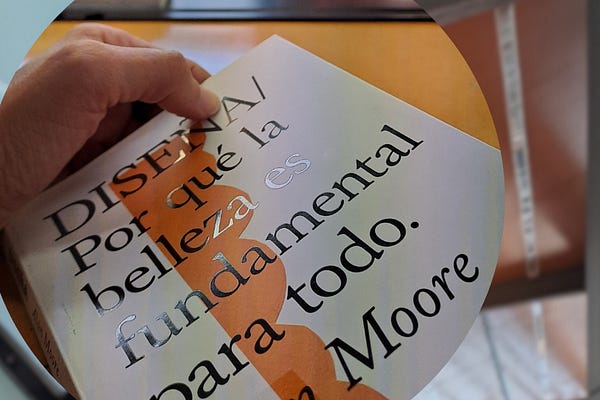 DISEÑA/
Por qué la
belleza es
fundamental
para todo.
Moore